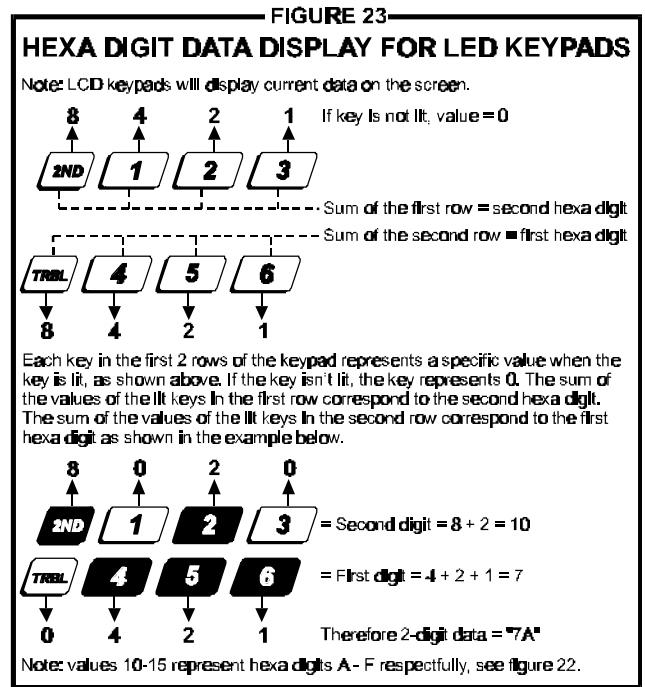 FIGURE 23
HEXA DIGIT DATA DISPLAY FOR LED KEYPADS
Note: LCD keypads will display current data on the screen.
8 4 2 1 If key is not lit, value = 0
2ND 1 2 3
Sum of the first row = second hexa digit
Sum of the second row = first hexa digit
TRBL 4 5 6
8 4 2 1
Each key in the first 2 rows of the keypad represents a specific value when the
key is lit, as shown above. If the key isn't lit, the key represents 0. The sum of
the values of the lit keys in the first row correspond to the second hexa digit.
The sum of the values of the lit keys in the second row correspond to the first
hexa digit as shown in the example below.
8 0 2 0
2ND 1 2 3 = Second digit = 8 + 2 = 10
TRBL 4 5 6 = First digit = 4 + 2 + 1 = 7
0 4 2 1 Therefore 2-digit data = "7A"
Note: values 10-15 represent hexa digits A - F respectfully, see figure 22.